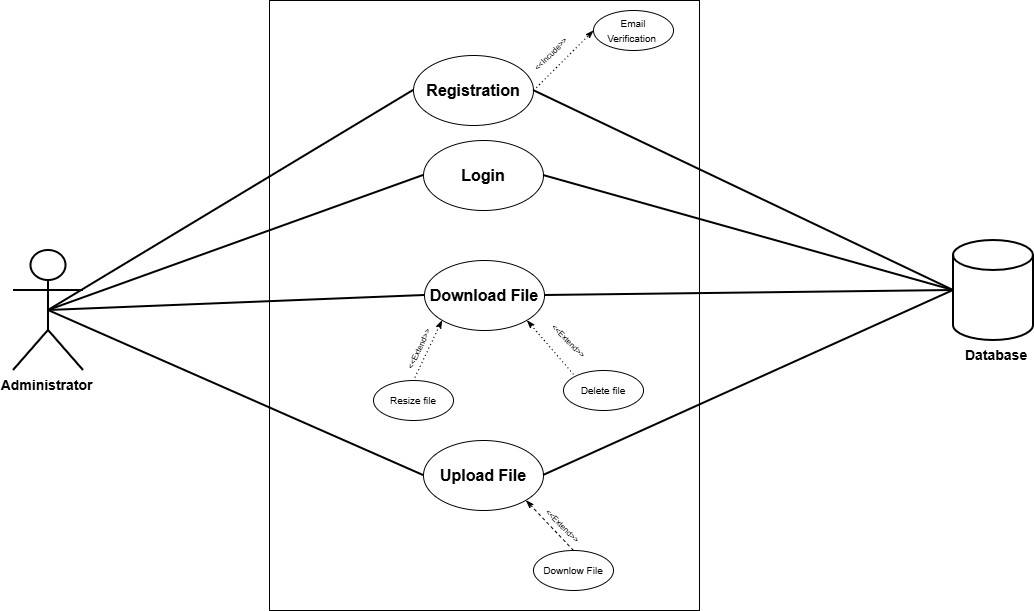 Email
Verification
<<Incude>>
Registration
Login
Download File
<<Extend>>
<<Extend>>
Database
Administrator
Resize file
Delete file
Upload File
<<Extend>>
Downlow File